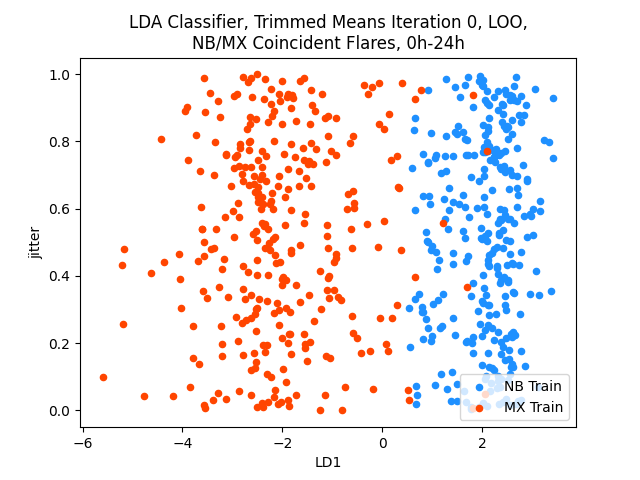 LDA Classifier, Trimmed Means Iteration 0, LOO,
NB/MX Coincident Flares, 0h-24h
1.0
0.8
0.6
0.4
0.2
0.0
jitter
−6
−4
−2
0
2
LD1
NB Train
MX Train